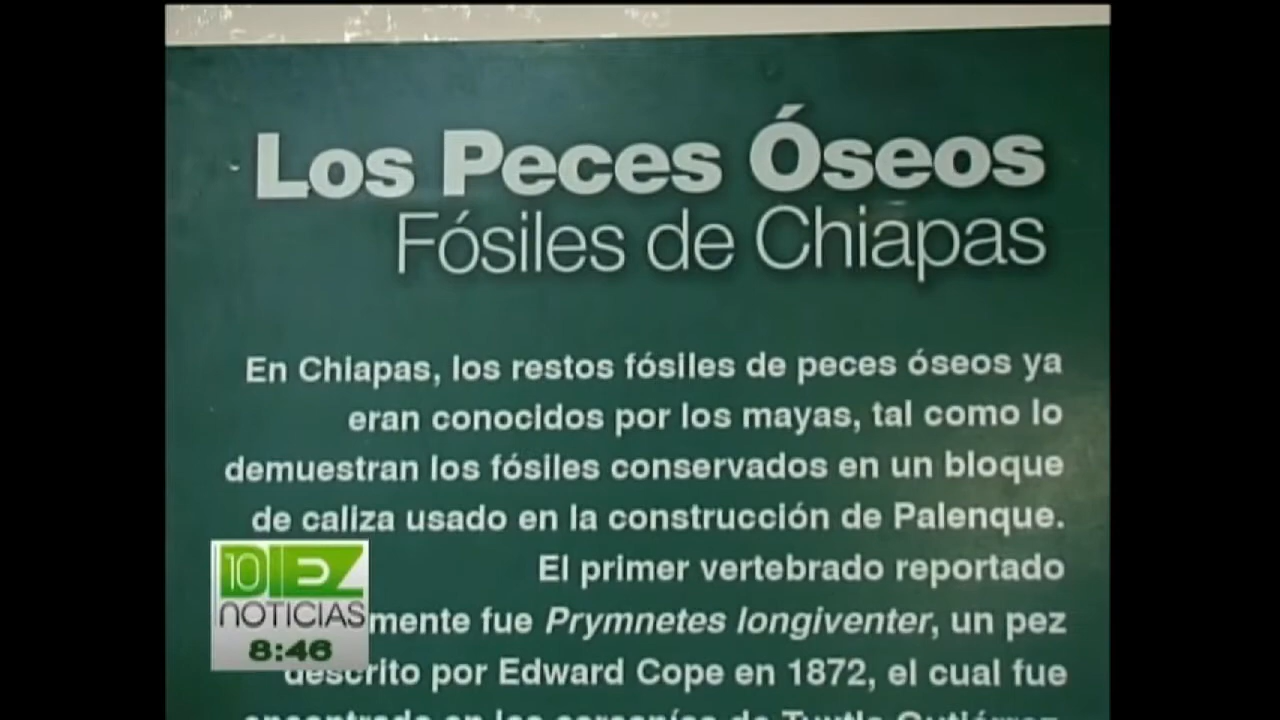 Los Peces Óseos
Fósiles de Chiapas
En Chiapas, los restos fósiles de peces óseos ya
eran conocidos por los mayas, tal como lo
demuestran los fósiles conservados en un bloque
de caliza usado en la construcción de Palenque.
El primer vertebrado reportado
mente fue Prymnetes longiventer, un pez
descrito por Edward Cope en 1872, el cual fue
10 DIEZ
NOTICIAS
8:46